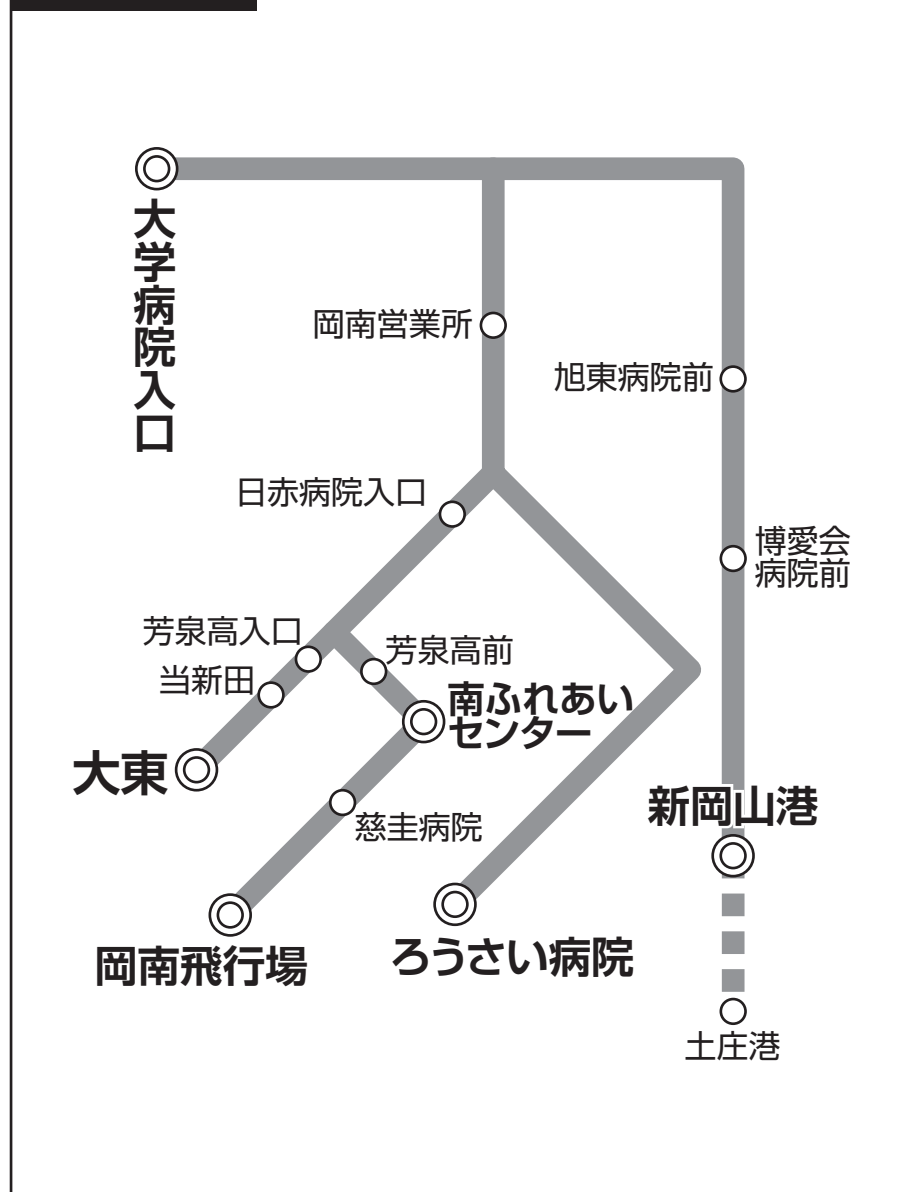 大学病院入口
岡南営業所
旭東病院前
日赤病院入口
博愛会
病院前
芳泉高入口
芳泉高前
当新田
南ふれあい
センター
大東
新岡山港
慈圭病院
岡南飛行場
ろうさい病院
土庄港